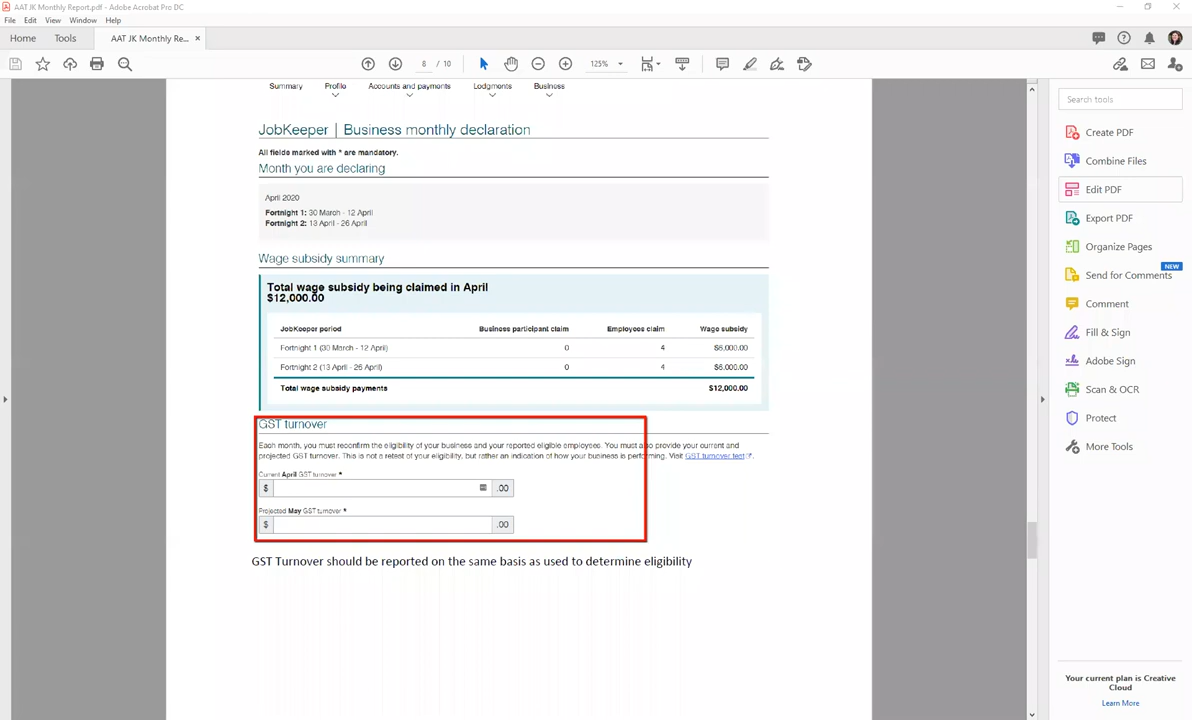 AAT JK Monthly Report.pdf - Adobe Acrobat Pro DC
File Edit View Window Help
Home Tools AAT JK Monthly Re... ×
8 / 10 125%
Summary Profile Accounts and payments Lodgments Business
JobKeeper | Business monthly declaration
All fields marked with * are mandatory.
Month you are declaring
April 2020
Fortnight 1: 30 March - 12 April
Fortnight 2: 13 April - 26 April
Wage subsidy summary
Total wage subsidy being claimed in April
$12,000.00
JobKeeper period Business participant claim Employees claim Wage subsidy
Fortnight 1 (30 March - 12 April) 0 4 $6,000.00
Fortnight 2 (13 April - 26 April) 0 4 $6,000.00
Total wage subsidy payments $12,000.00
GST turnover
Each month, you must reconfirm the eligibility of your business and your reported eligible employees. You must also provide your current and
projected GST turnover. This is not a retest of your eligibility, but rather an indication of how your business is performing. Visit GST turnover test.
Current April GST turnover *
$ .00
Projected May GST turnover *
$ .00
GST Turnover should be reported on the same basis as used to determine eligibility
Search tools
Create PDF
Combine Files
Edit PDF
Export PDF
Organize Pages
NEW
Send for Comments
Comment
Fill & Sign
Adobe Sign
Scan & OCR
Protect
More Tools
Your current plan is Creative
Cloud
Learn More